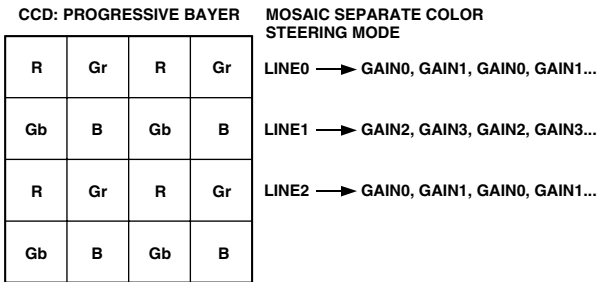 CCD: PROGRESSIVE BAYER
MOSAIC SEPARATE COLOR
STEERING MODE
R Gr R Gr
LINE0 GAIN0, GAIN1, GAIN0, GAIN1...
Gb B Gb B
LINE1 GAIN2, GAIN3, GAIN2, GAIN3...
R Gr R Gr
LINE2 GAIN0, GAIN1, GAIN0, GAIN1...
Gb B Gb B